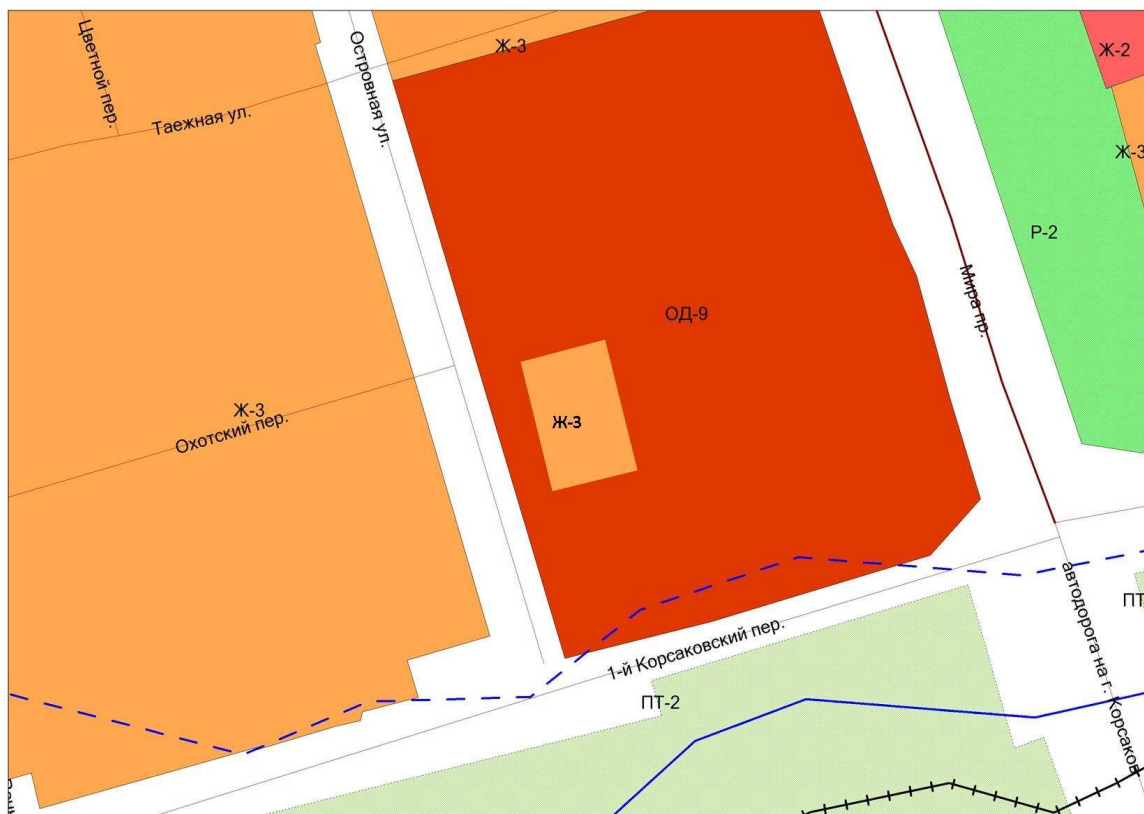 Ж-3
Ж-2
Цветной пер.
Островная ул.
Таежная ул.
Ж-3
Р-2
Мира пр.
ОД-9
Ж-3
Охотский пер.
Ж-3
автодорога на г. Корсаков
ПТ
1-й Корсаковский пер.
ПТ-2